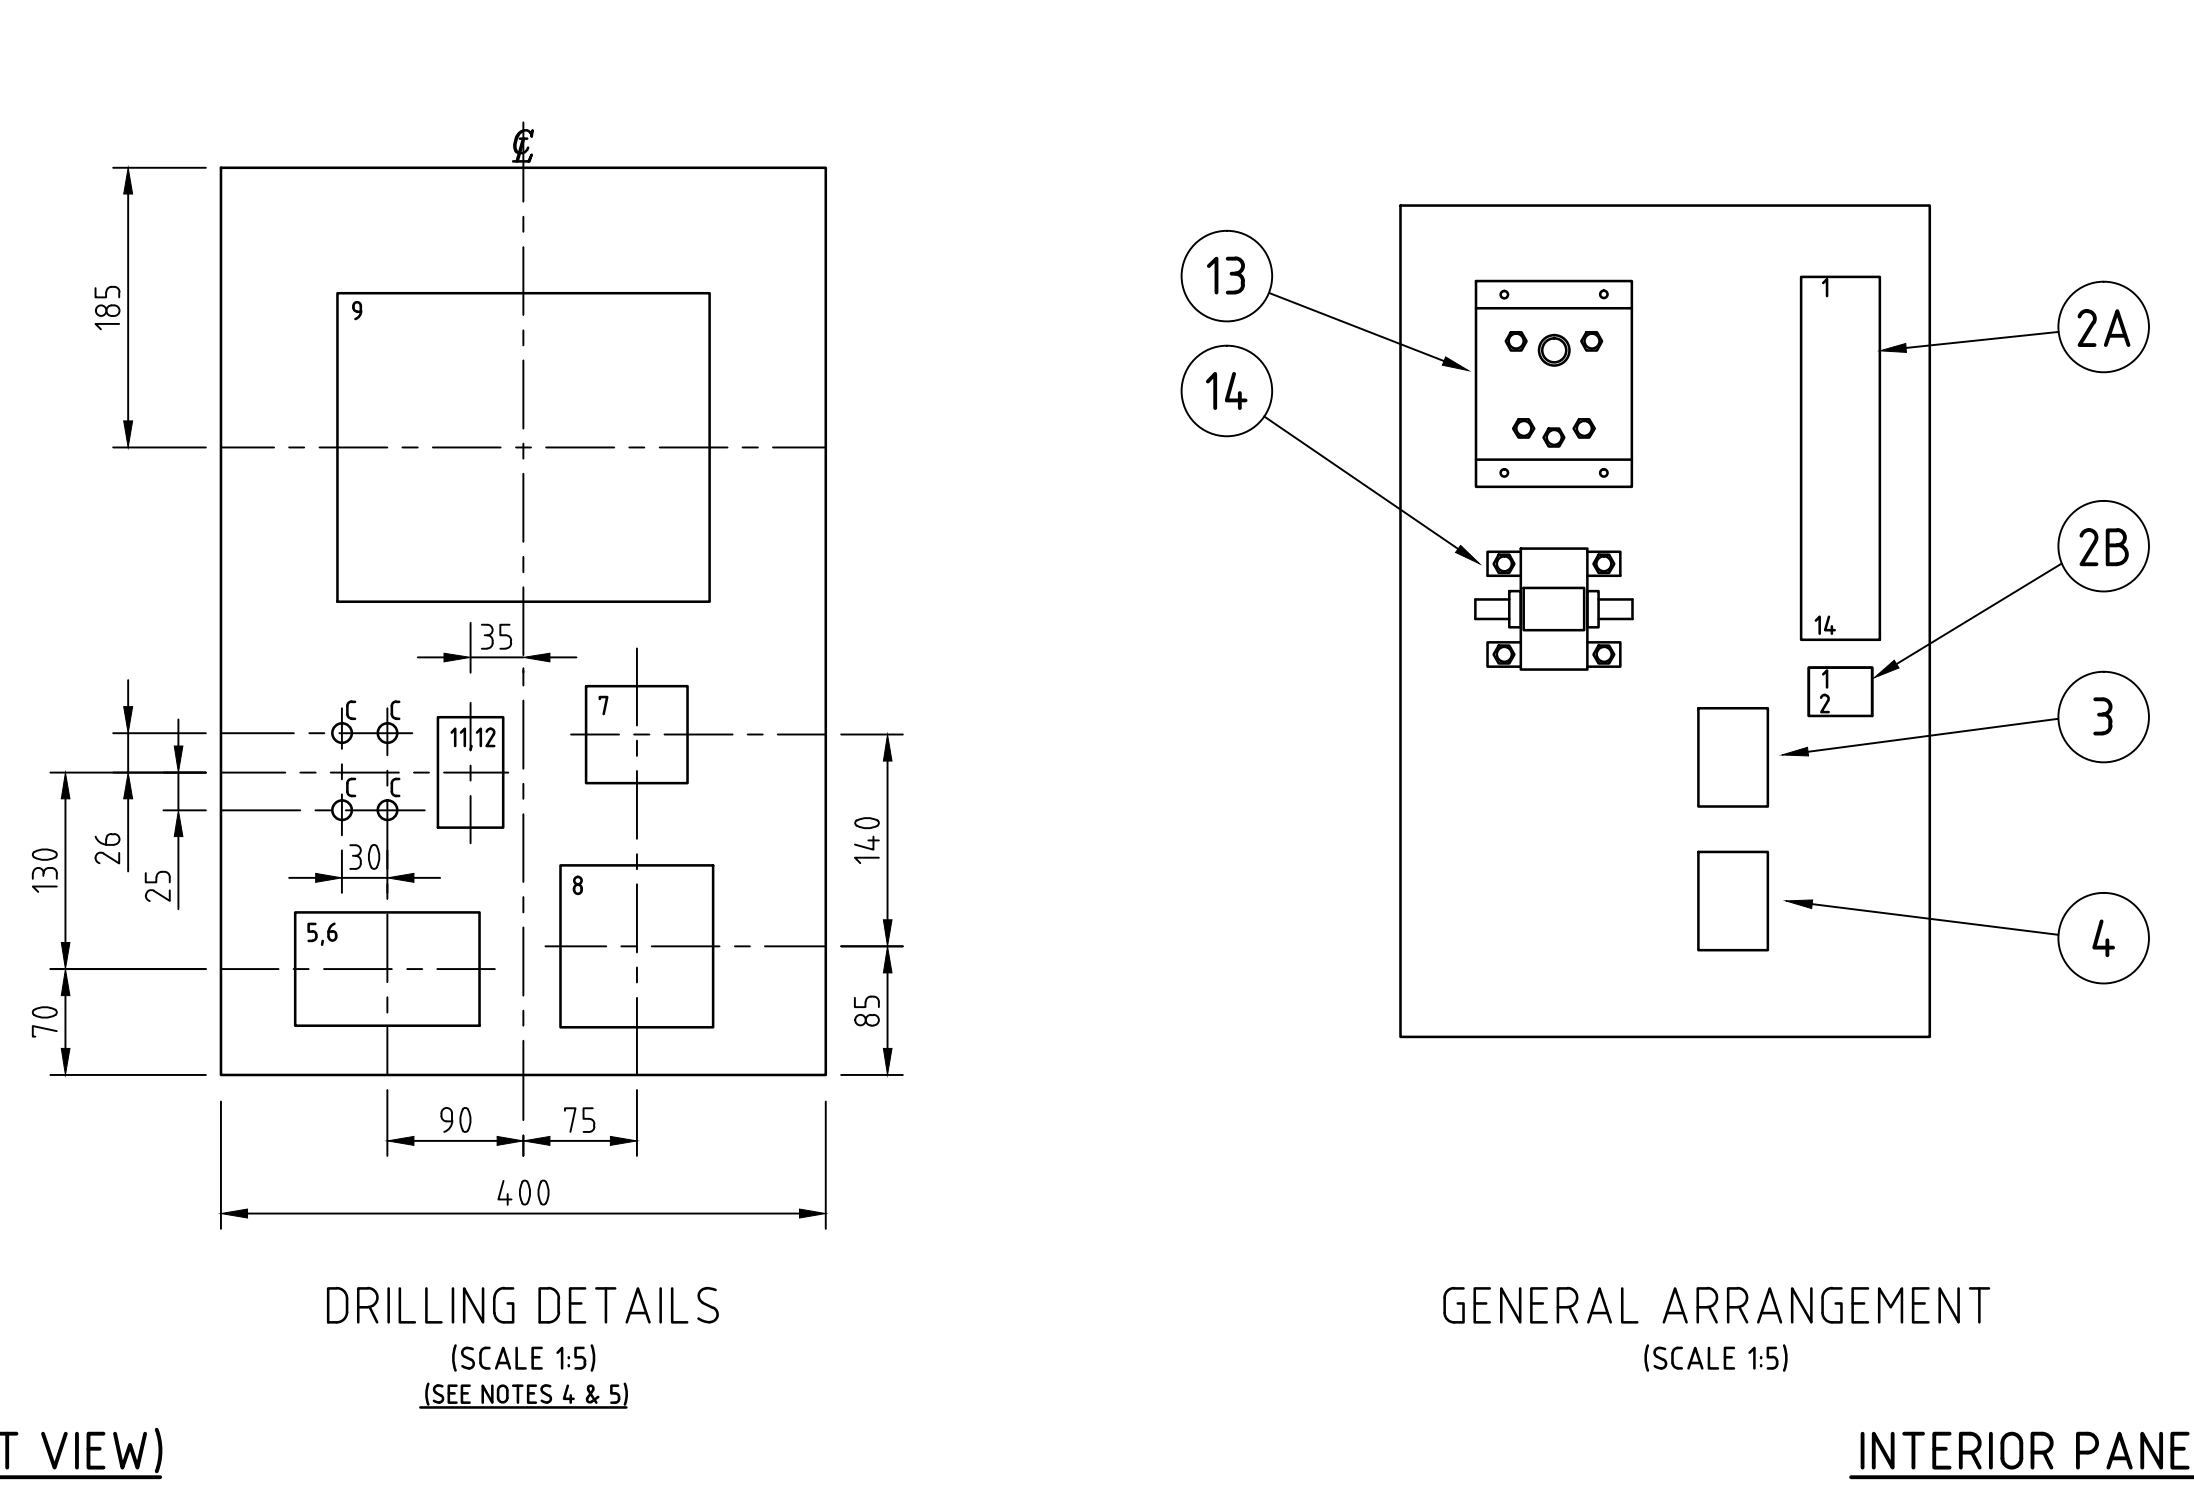 ℄
185
9
35
C C
11,12
7
C C
26
25
130
30
140
5,6
8
70
85
90 75
400
DRILLING DETAILS
(SCALE 1:5)
(SEE NOTES 4 & 5)
T VIEW)
13
14
1
14
1
2
2A
2B
3
4
GENERAL ARRANGEMENT
(SCALE 1:5)
INTERIOR PANE